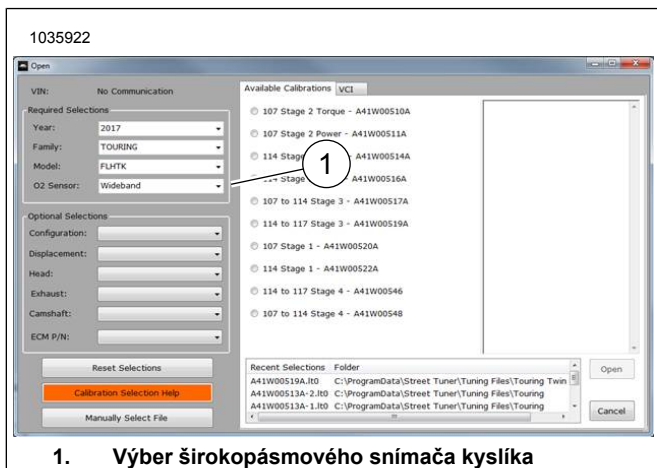 1035922
Open
VIN: No Communication
Required Selections
Year: 2017
Family: TOURING
Model: FLHTK
O2 Sensor: Wideband
Optional Selections
Configuration:
Displacement:
Head:
Exhaust:
Camshaft:
ECM P/N:
Reset Selections
Calibration Selection Help
Manually Select File
Available Calibrations VCI
107 Stage 2 Torque - A41W00510A
107 Stage 2 Power - A41W00511A
114 Stage A41W00514A
114 Stage A41W00516A
107 to 114 Stage 3 - A41W00517A
114 to 117 Stage 3 - A41W00519A
107 Stage 1 - A41W00520A
114 Stage 1 - A41W00522A
114 to 117 Stage 4 - A41W00546
107 to 114 Stage 4 - A41W00548
1
Recent Selections Folder
A41W00519A.lt0 C:\ProgramData\Street Tuner\Tuning Files\Touring Twin
A41W00513A-2.lt0 C:\ProgramData\Street Tuner\Tuning Files\Touring
A41W00513A-1.lt0 C:\ProgramData\Street Tuner\Tuning Files\Touring
Open
Cancel
1. Výber širokopásmového snímača kyslíka